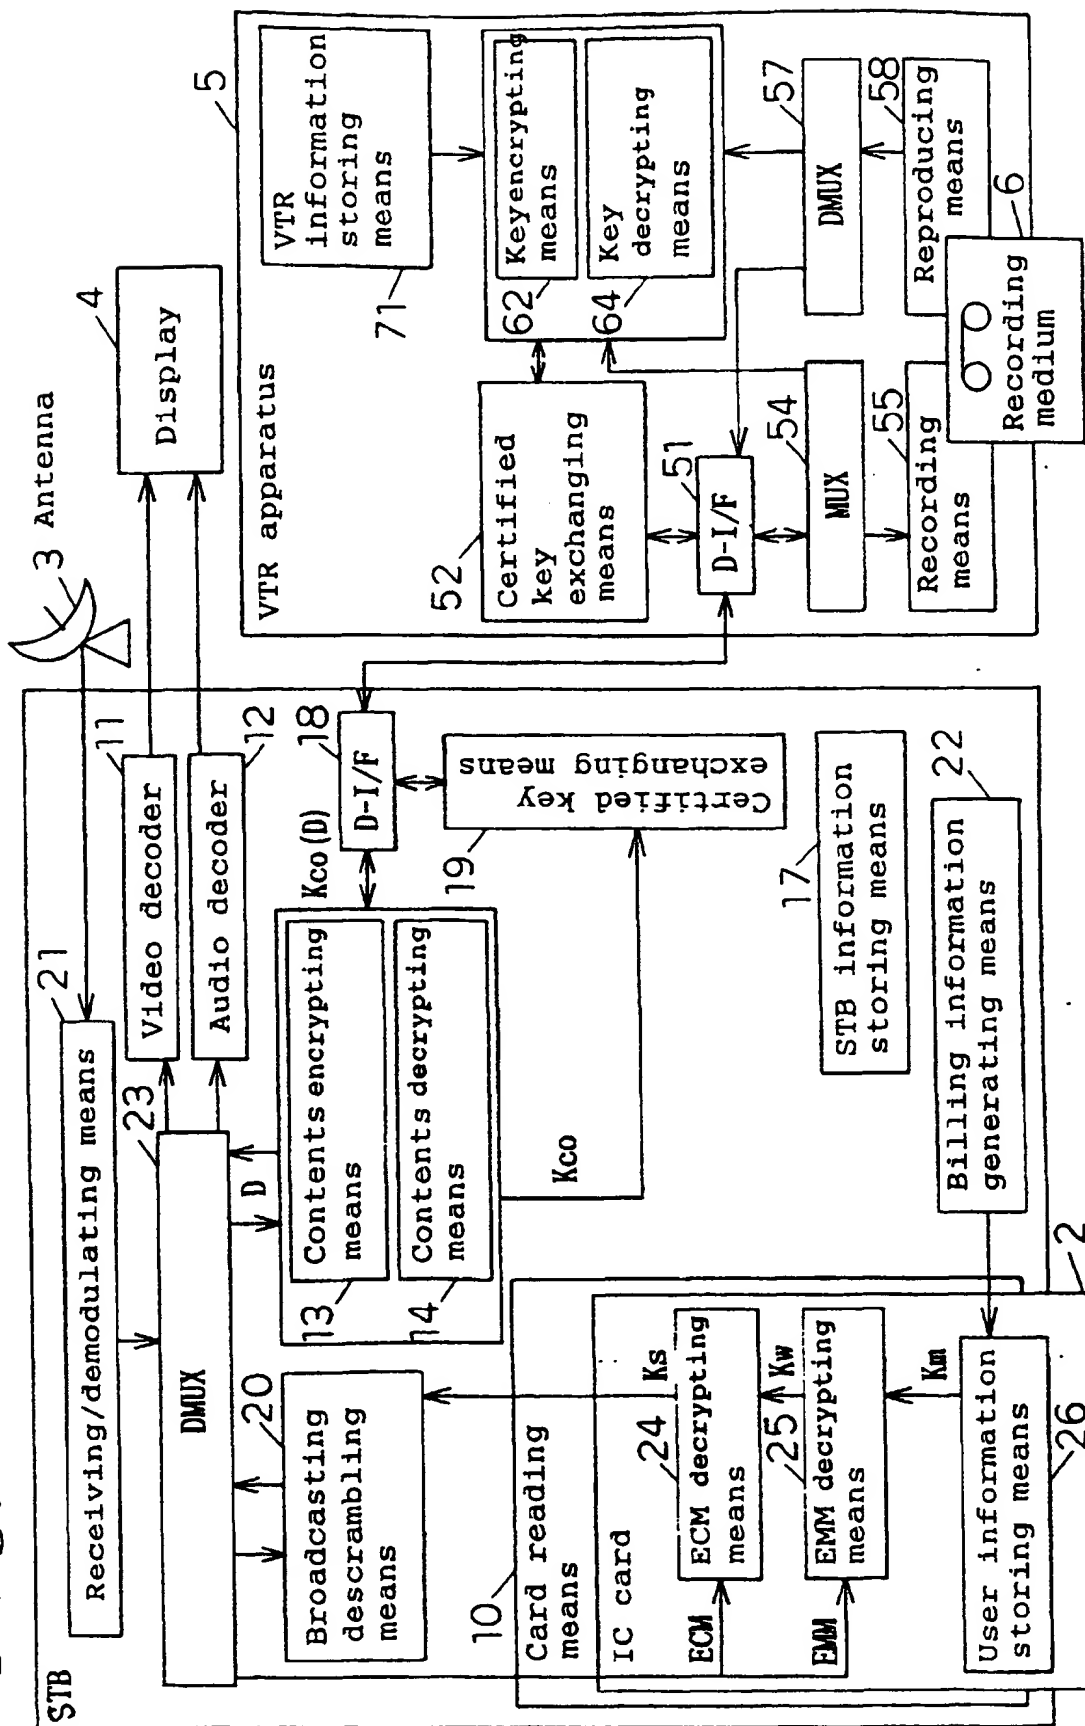 STB
Receiving/demodulating means
21
3 Antenna
DMUX
23
Video decoder
11
Audio decoder
12
4
Display
Broadcasting
descrambling
means
20
D
Contents encrypting
means
13
Contents decrypting
means
14
Kco(D)
D-I/F
18
Certified key
exchanging means
19
Kco
STB information
storing means
17
Billing information
generating means
22
Card reading
means
10
IC card
2
ECM
ECM decrypting
means
24
Ks
EMM
EMM decrypting
means
25
Kw
Km
User information
storing means
26
VTR apparatus
5
VTR
information
storing
means
71
Keyencrypting
means
62
Key
decrypting
means
64
Certified
key
exchanging
means
52
D-I/F
51
MUX
54
DMUX
57
Recording
means
55
Reproducing
means
58
Recording
medium
6